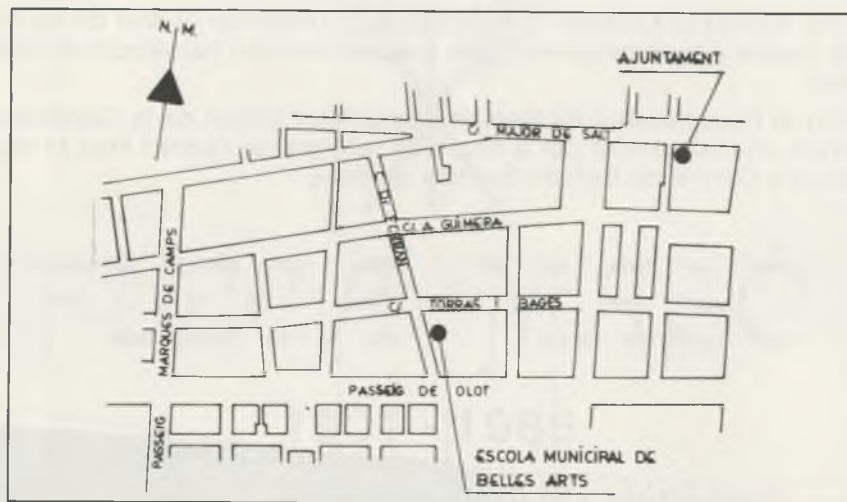 N. M.
AJUNTAMENT
C/ MAJOR DE SALT
C/ A. GUIMERA
C/ TORRAS I BAGES
MARQUES DE CAMPS
PASSEIG DE OLOT
PASSEIG
ESCOLA MUNICIRAL DE
BELLES ARTS